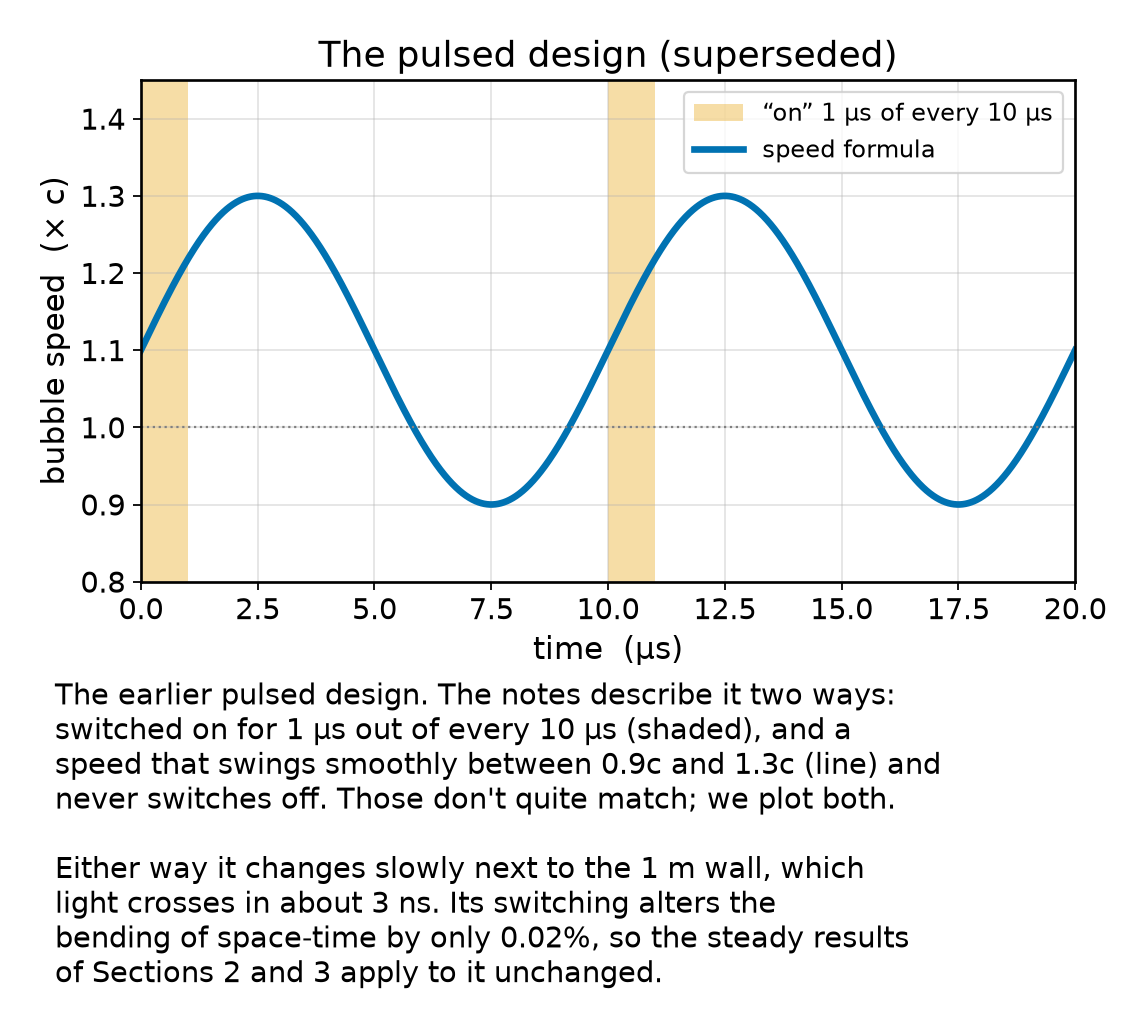 The pulsed design (superseded)
“on” 1 µs of every 10 µs
speed formula
bubble speed (× c)
1.4
1.3
1.2
1.1
1.0
0.9
0.8
0.0 2.5 5.0 7.5 10.0 12.5 15.0 17.5 20.0
time (µs)
The earlier pulsed design. The notes describe it two ways:
switched on for 1 µs out of every 10 µs (shaded), and a
speed that swings smoothly between 0.9c and 1.3c (line) and
never switches off. Those don't quite match; we plot both.
Either way it changes slowly next to the 1 m wall, which
light crosses in about 3 ns. Its switching alters the
bending of space-time by only 0.02%, so the steady results
of Sections 2 and 3 apply to it unchanged.